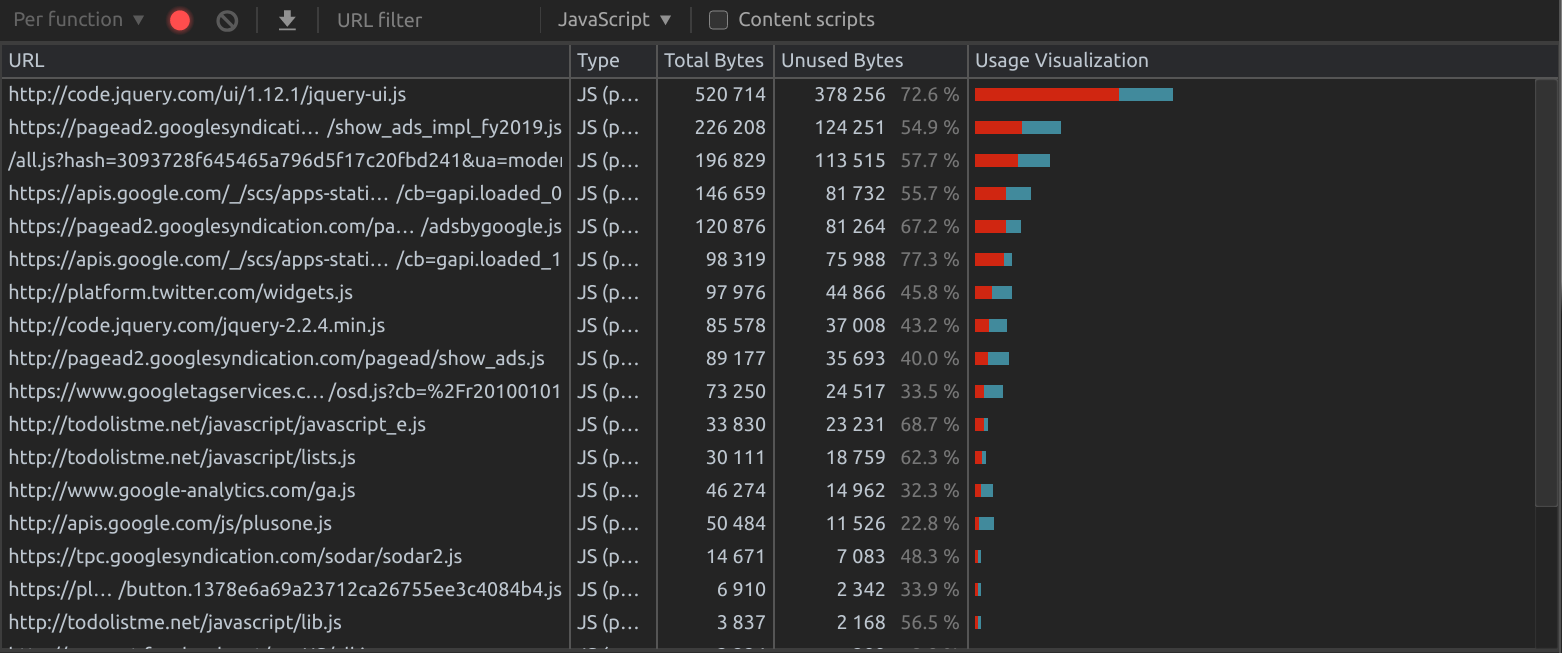 Per function ▼ URL filter JavaScript ▼ Content scripts
URL Type Total Bytes Unused Bytes Usage Visualization
http://code.jquery.com/ui/1.12.1/jquery-ui.js JS (p… 520 714 378 256 72.6 %
https://pagead2.googlesyndicati… /show_ads_impl_fy2019.js JS (p… 226 208 124 251 54.9 %
/all.js?hash=3093728f645465a796d5f17c20fbd241&ua=moder JS (p… 196 829 113 515 57.7 %
https://apis.google.com/_/scs/apps-stati… /cb=gapi.loaded_0 JS (p… 146 659 81 732 55.7 %
https://pagead2.googlesyndication.com/pa… /adsbygoogle.js JS (p… 120 876 81 264 67.2 %
https://apis.google.com/_/scs/apps-stati… /cb=gapi.loaded_1 JS (p… 98 319 75 988 77.3 %
http://platform.twitter.com/widgets.js JS (p… 97 976 44 866 45.8 %
http://code.jquery.com/jquery-2.2.4.min.js JS (p… 85 578 37 008 43.2 %
http://pagead2.googlesyndication.com/pagead/show_ads.js JS (p… 89 177 35 693 40.0 %
https://www.googletagservices.c… /osd.js?cb=%2Fr20100101 JS (p… 73 250 24 517 33.5 %
http://todolistme.net/javascript/javascript_e.js JS (p… 33 830 23 231 68.7 %
http://todolistme.net/javascript/lists.js JS (p… 30 111 18 759 62.3 %
http://www.google-analytics.com/ga.js JS (p… 46 274 14 962 32.3 %
http://apis.google.com/js/plusone.js JS (p… 50 484 11 526 22.8 %
https://tpc.googlesyndication.com/sodar/sodar2.js JS (p… 14 671 7 083 48.3 %
https://pl… /button.1378e6a69a23712ca26755ee3c4084b4.js JS (p… 6 910 2 342 33.9 %
http://todolistme.net/javascript/lib.js JS (p… 3 837 2 168 56.5 %